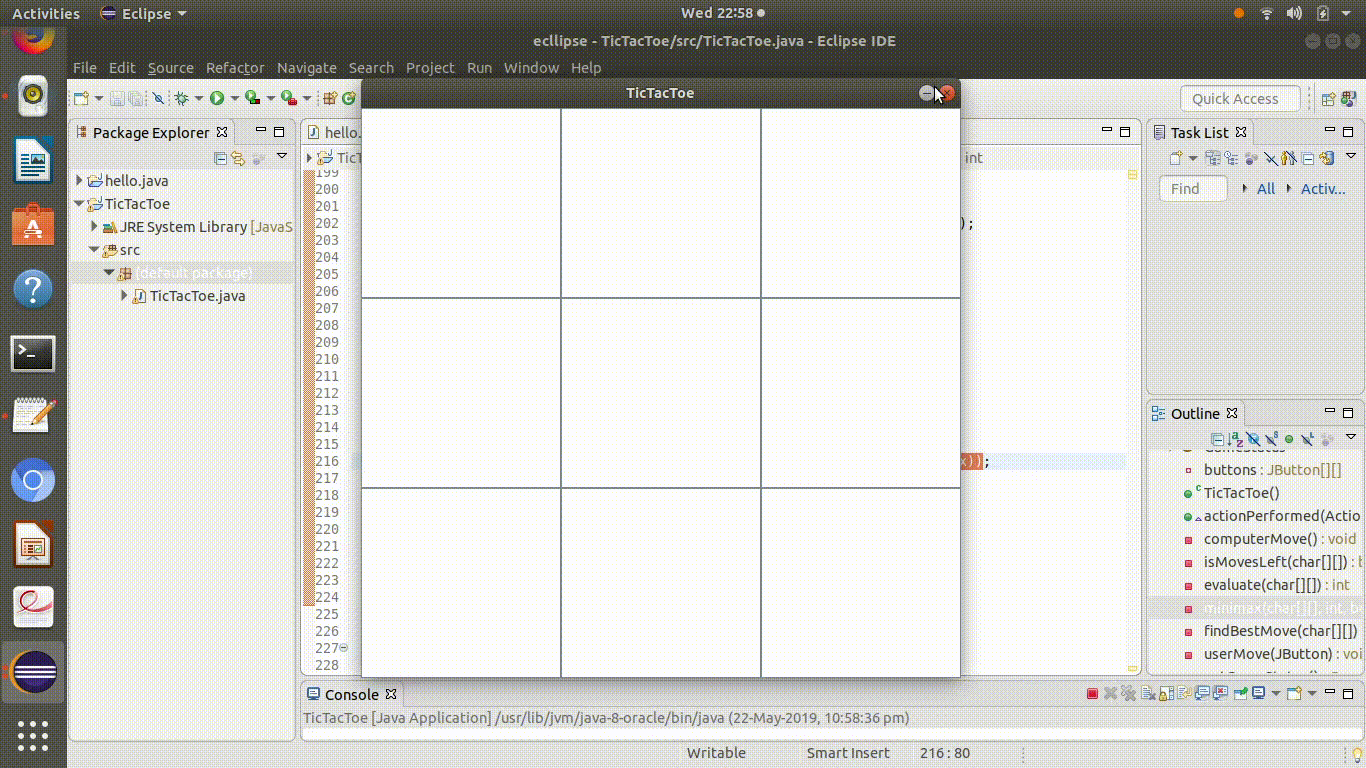 Activities Eclipse Wed 22:58
ecllipse - TicTacToe/src/TicTacToe.java - Eclipse IDE
File Edit Source Refactor Navigate Search Project Run Window Help
TicTacToe
Quick Access
Package Explorer
hello.java
TicTacToe
JRE System Library [JavaS
src
(default package)
TicTacToe.java
hello.
TicT
int
199
200
201
202 );
203
204
205
206
207
208
209
210
211
212
213
214
215
216 x));
217
218
219
220
221
222
223
224
225
226
227
228
Task List
Find All Activ...
Outline
GameStatus
buttons : JButton[][]
TicTacToe()
actionPerformed(Actio
computerMove() : void
isMovesLeft(char[][]) : b
evaluate(char[][]) : int
minimax(char[][], int, b
findBestMove(char[][])
userMove(JButton) : voi
Console
TicTacToe [Java Application] /usr/lib/jvm/java-8-oracle/bin/java (22-May-2019, 10:58:36 pm)
Writable Smart Insert 216 : 80